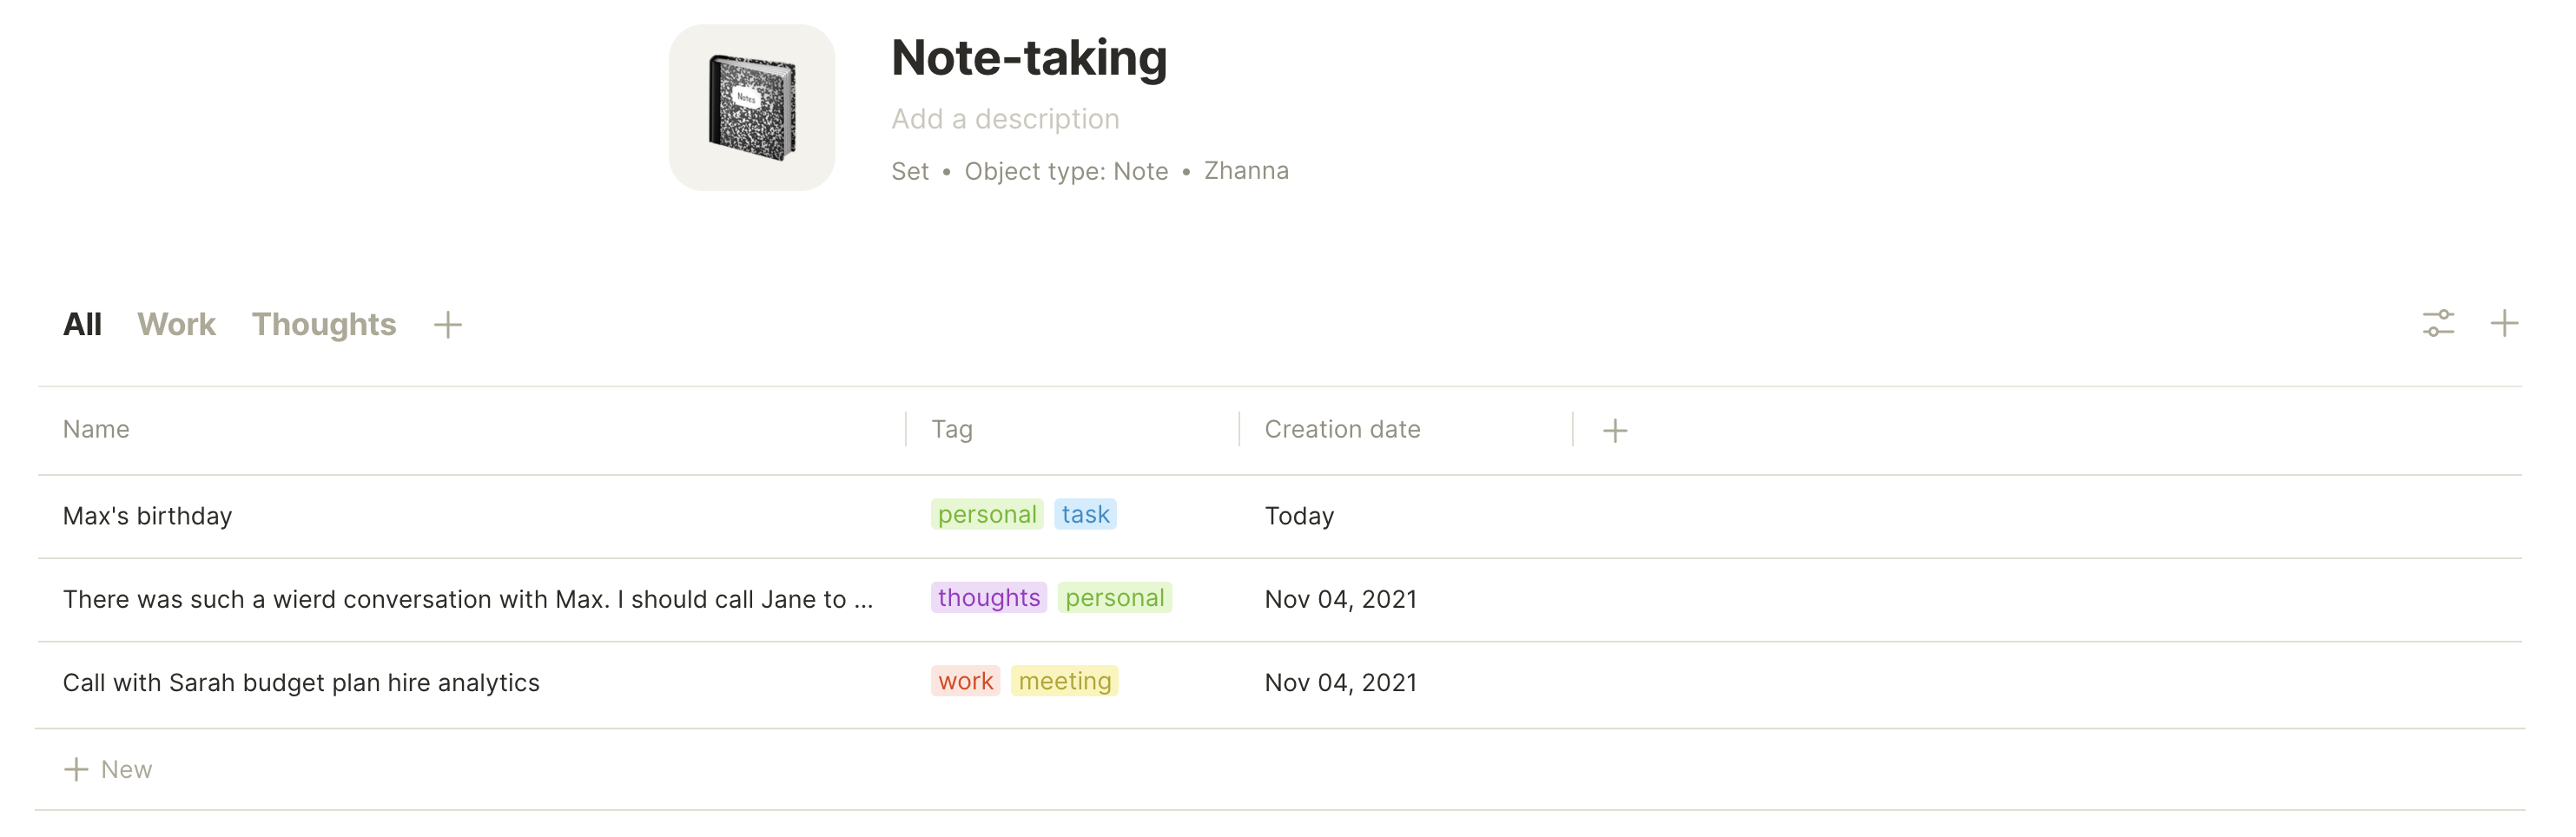 Notes
Note-taking
Add a description
Set • Object type: Note • Zhanna
All Work Thoughts
Name Tag Creation date
Max's birthday personal task Today
There was such a wierd conversation with Max. I should call Jane to ... thoughts personal Nov 04, 2021
Call with Sarah budget plan hire analytics work meeting Nov 04, 2021
+ New